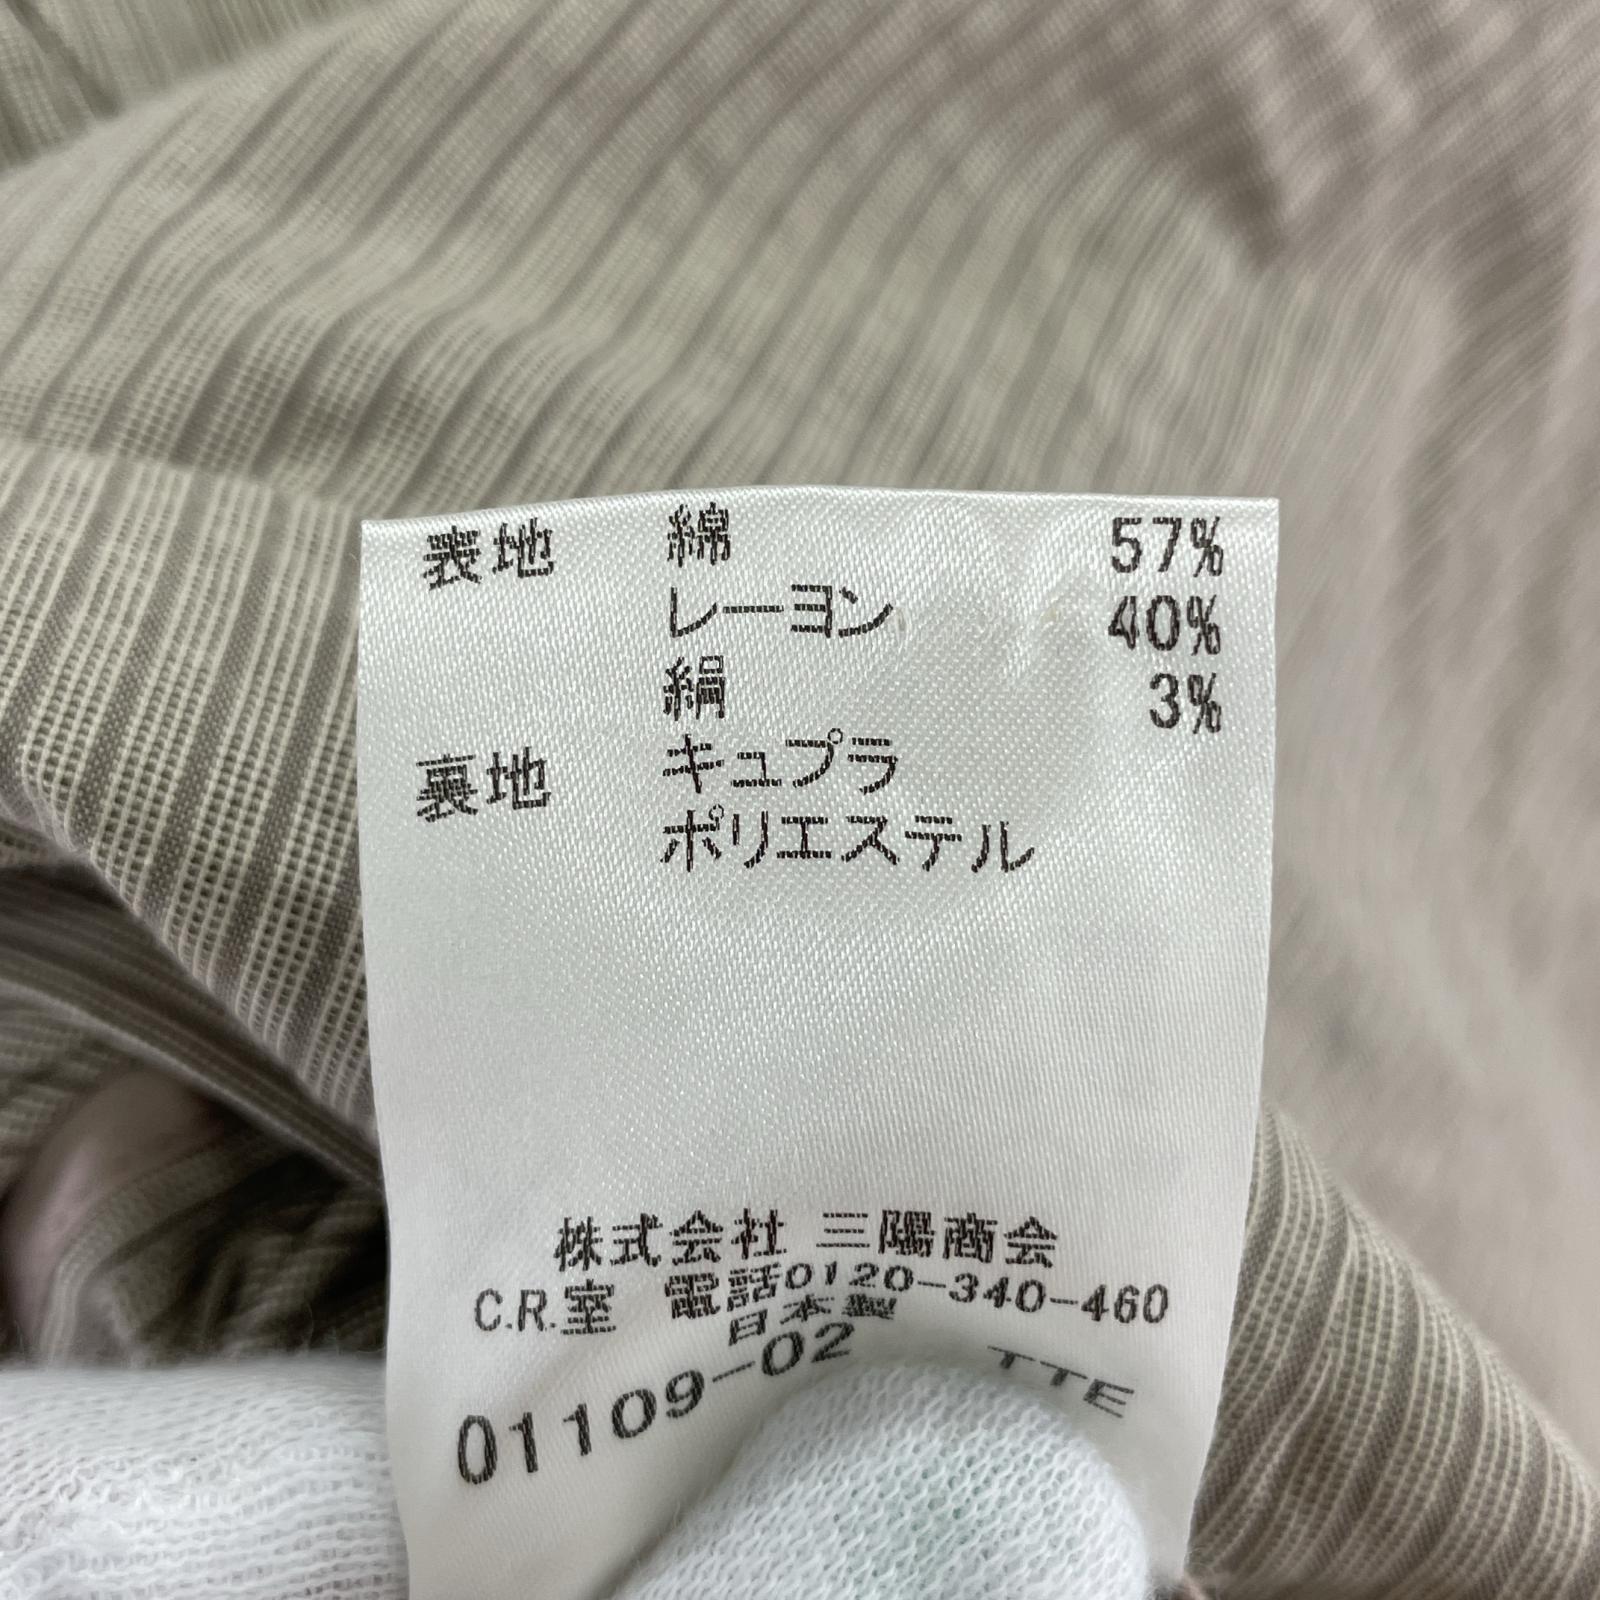 表地 綿 57%
レーヨン 40%
絹 3%
裏地 キュプラ
ポリエステル
株式会社 三陽商会
C.R.室 電話0120-340-460
日本製
01109-02 TTE